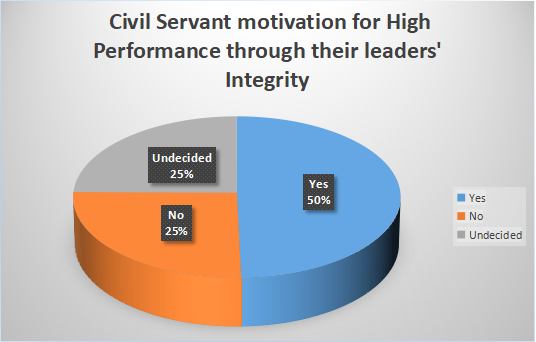 Civil Servant motivation for High
Performance through their leaders'
Integrity
Undecided
25%
Yes
50%
No
25%
Yes
No
Undecided